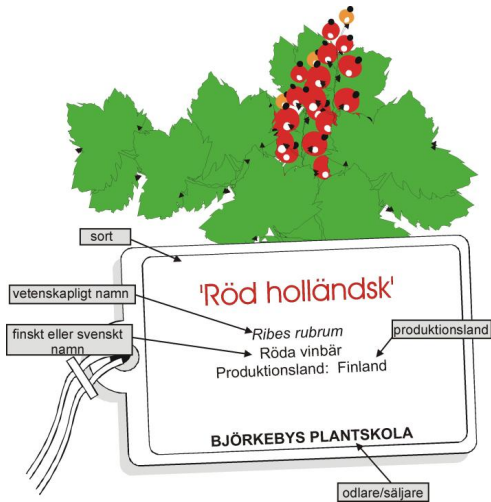 sort
'Röd holländsk'
vetenskapligt namn
Ribes rubrum
produktionsland
finskt eller svenskt
namn
Röda vinbär
Produktionsland: Finland
BJÖRKEBYS PLANTSKOLA
odlare/säljare